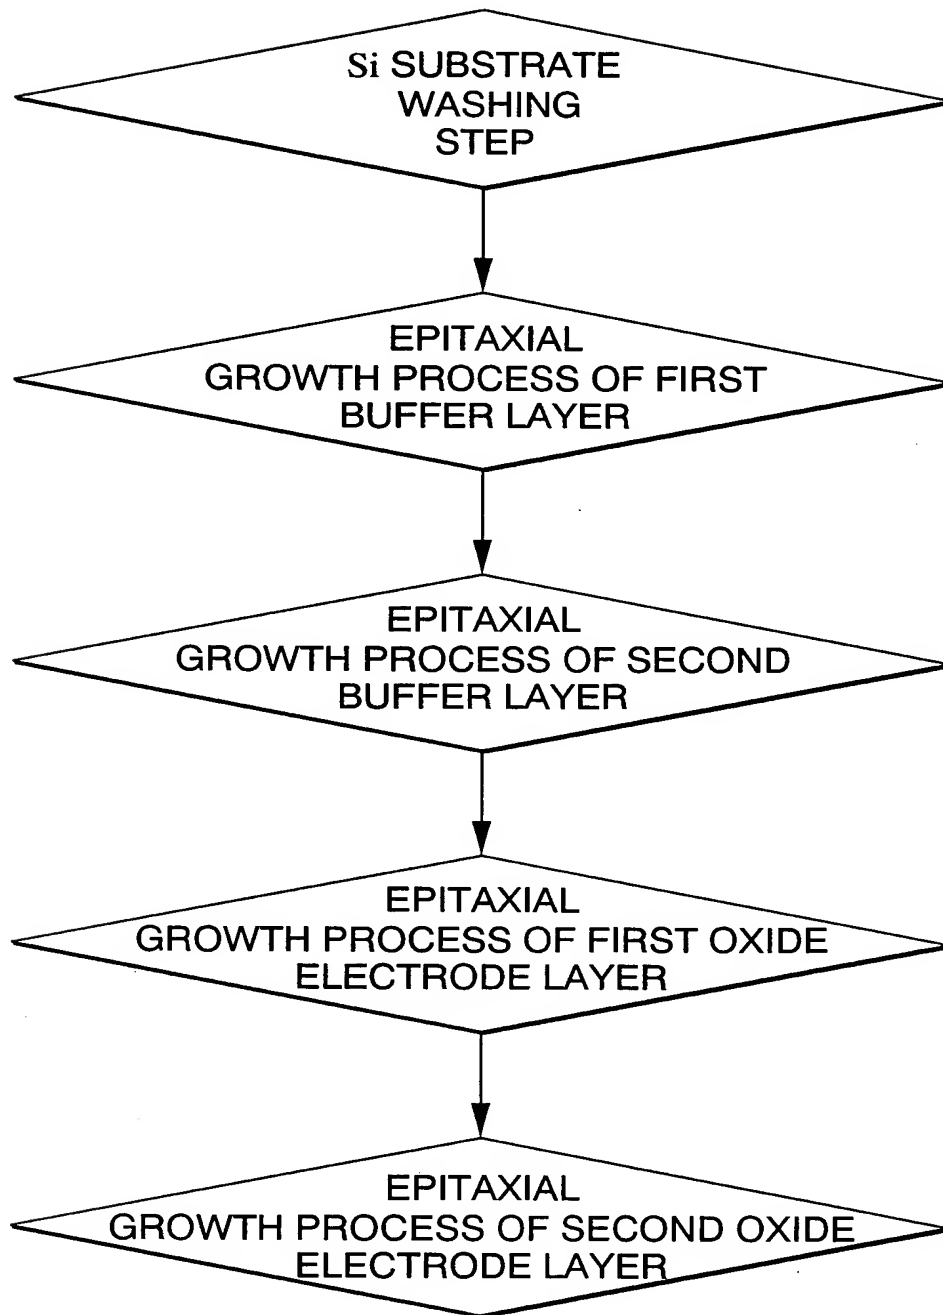 Si SUBSTRATE
WASHING
STEP
EPITAXIAL
GROWTH PROCESS OF FIRST
BUFFER LAYER
EPITAXIAL
GROWTH PROCESS OF SECOND
BUFFER LAYER
EPITAXIAL
GROWTH PROCESS OF FIRST OXIDE
ELECTRODE LAYER
EPITAXIAL
GROWTH PROCESS OF SECOND OXIDE
ELECTRODE LAYER